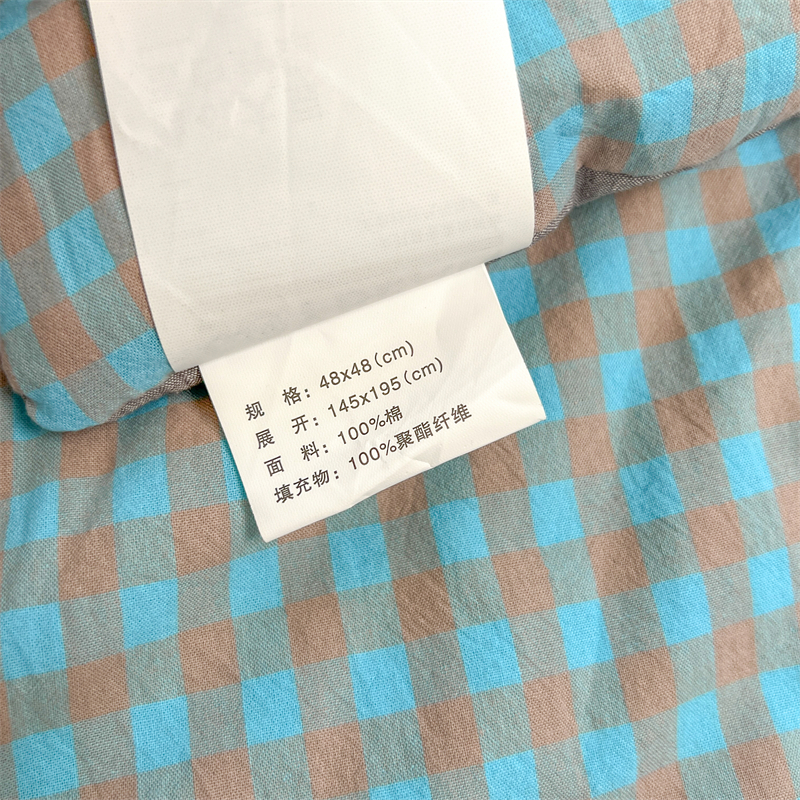 规 格：48x48(cm)
展 开：145x195(cm)
面 料：100%棉
填充物：100%聚酯纤维